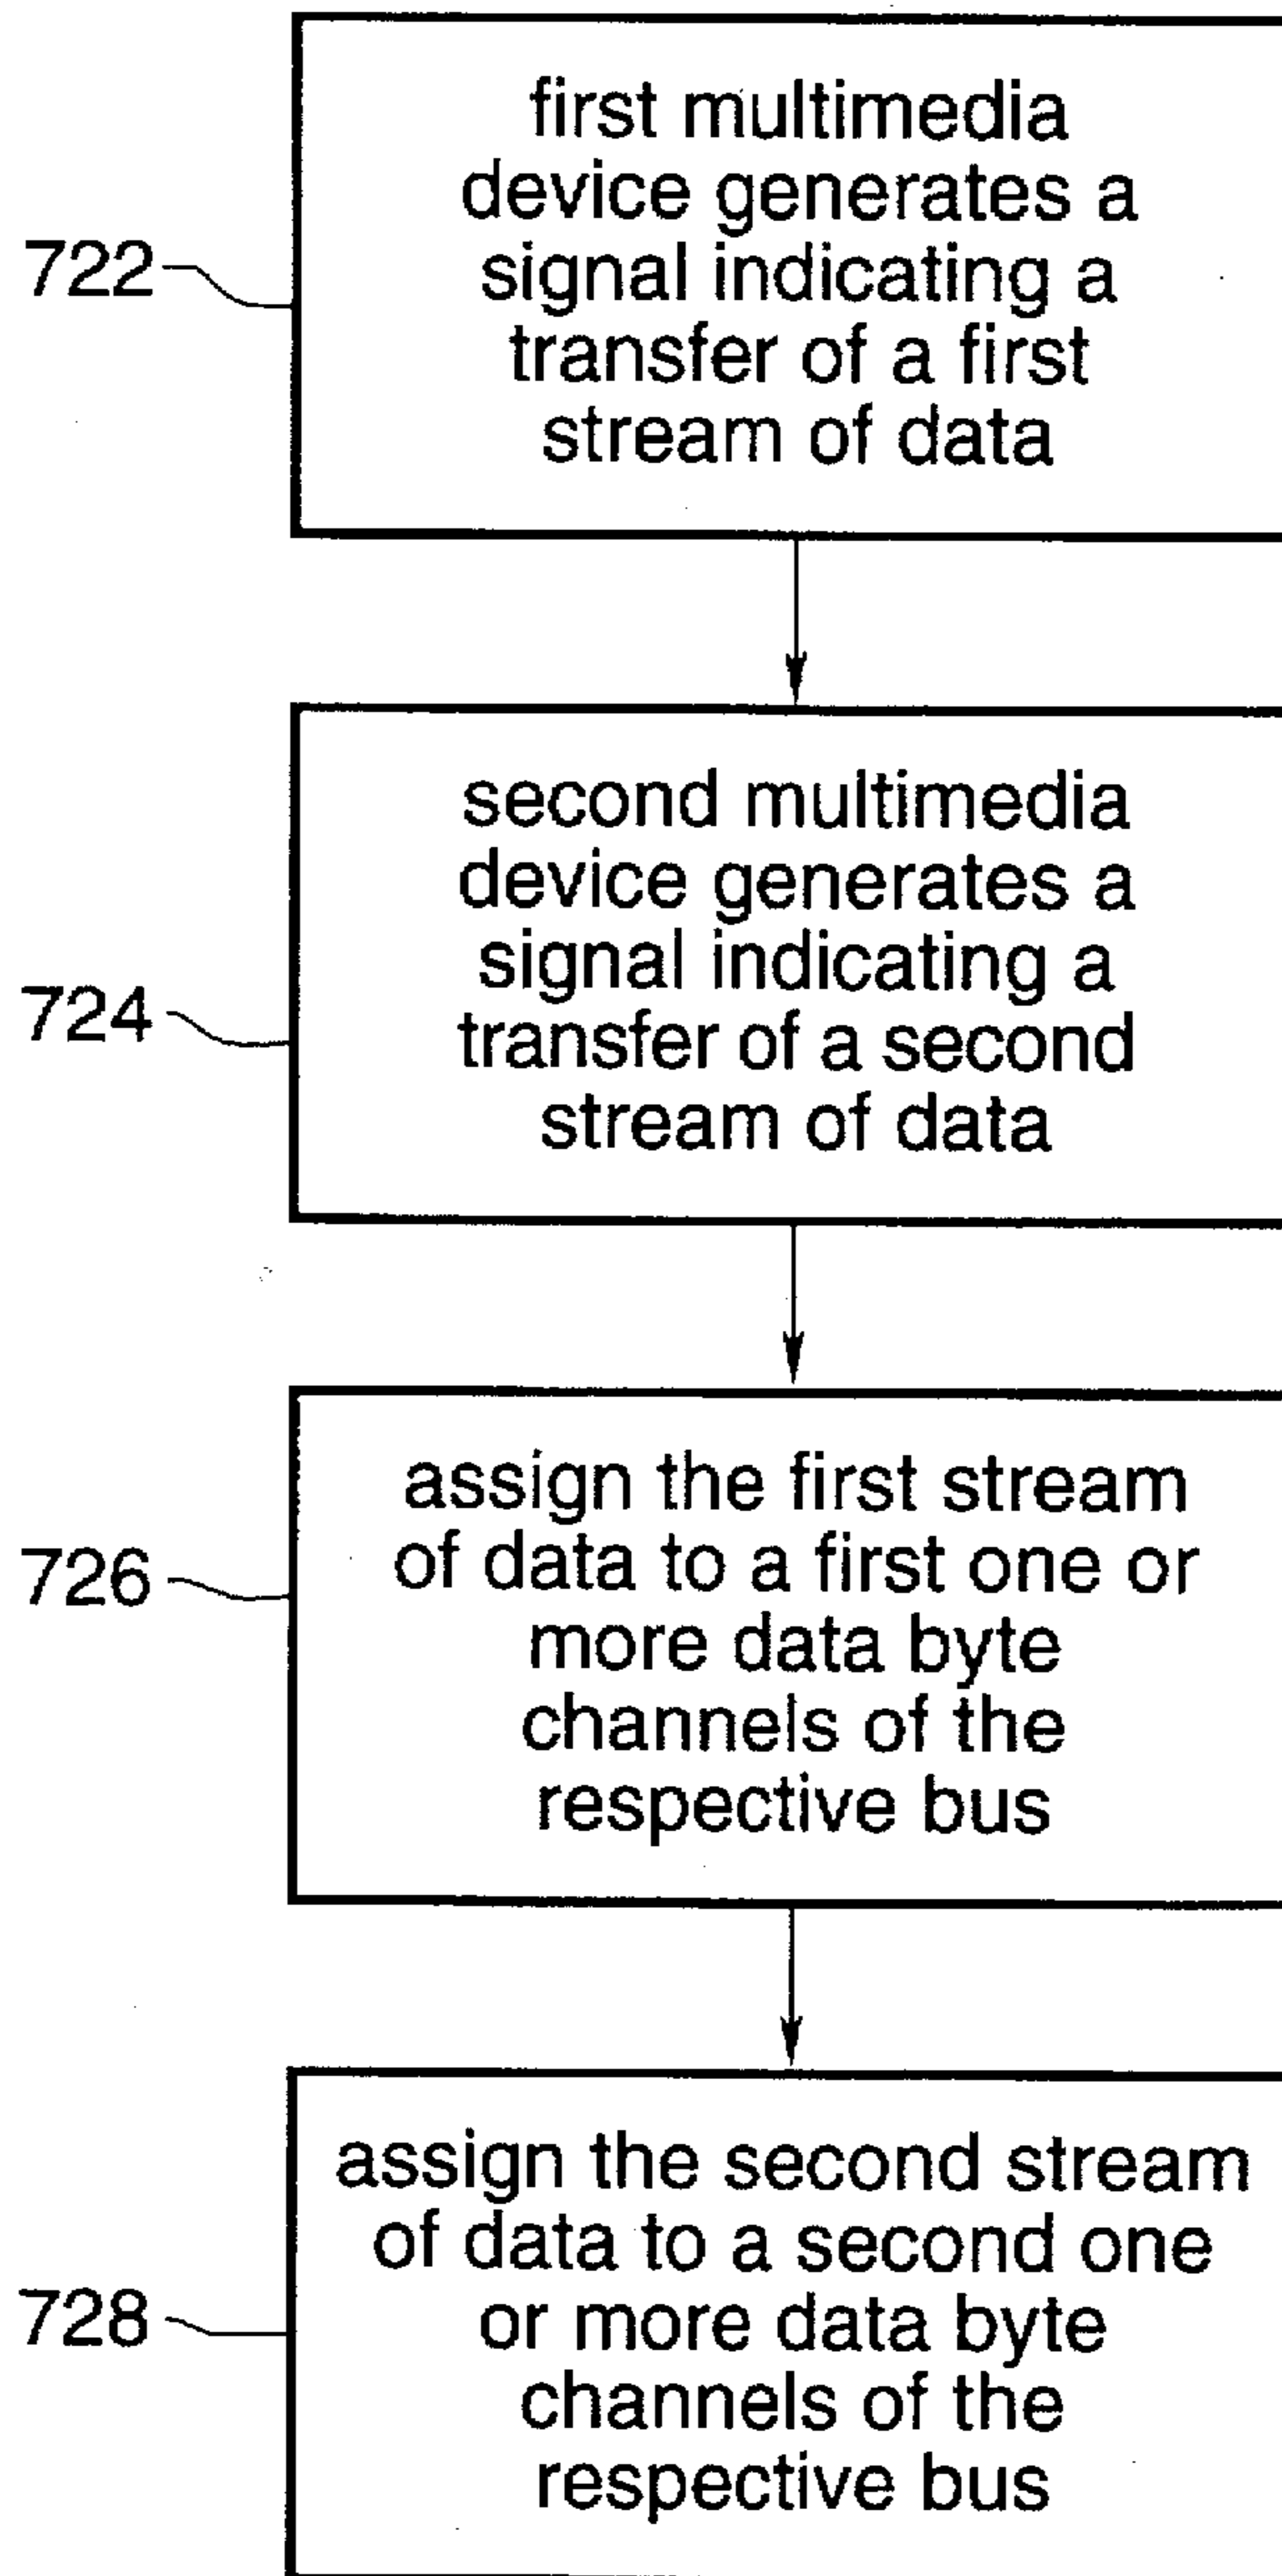 first multimedia
device generates a
722
signal indicating a
transfer of a first
stream of data
second multimedia
device generates a
signal indicating a
724
transfer of a second
stream of data
assign the first stream
726
of data to a first one or
more data byte
channels of the
respective bus
assign the second stream
of data to a second one
728
or more data byte
channels of the
respective bus